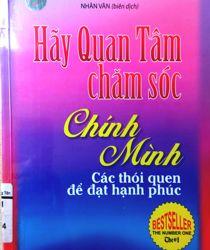 NHÂN VĂN (biên dịch)
Hãy Quan Tâm
chăm sóc
Chính
Mình
Các thói quen
để đạt hạnh phúc
BESTSELLER
THE NUMBER ONE